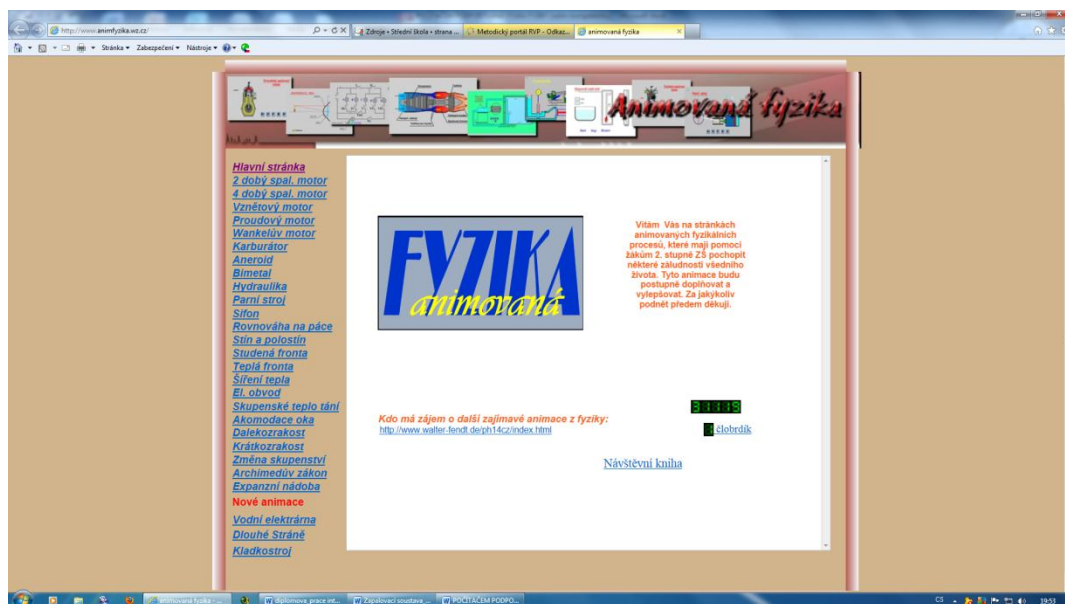 http://www.animfyzika.wz.cz/
Zdroje • Střední škola • strana ...
Metodický portál RVP - Odkaz...
animovaná fyzika
Stránka
Zabezpečení
Nástroje
Animovaná fyzika
Hlavní stránka
2 dobý spal. motor
4 dobý spal. motor
Vznětový motor
Proudový motor
Wankelův motor
Karburátor
Aneroid
Bimetal
Hydraulika
Parní stroj
Sifon
Rovnováha na páce
Stín a polostín
Studená fronta
Teplá fronta
Šíření tepla
El. obvod
Skupenské teplo tání
Akomodace oka
Dalekozrakost
Krátkozrakost
Změna skupenství
Archimedův zákon
Expanzní nádoba
Nové animace
Vodní elektrárna
Dlouhé Stráně
Kladkostroj
FYZIKA
animovaná
Vítám Vás na stránkách
animovaných fyzikálních
procesů, které mají pomoci
žákům 2. stupně ZŠ pochopit
některé záludnosti všedního
života. Tyto animace budu
postupně doplňovat a
vylepšovat. Za jakýkoliv
podnět předem děkuji.
Kdo má zájem o další zajímavé animace z fyziky:
http://www.walter-fendt.de/ph14cz/index.html
31119
člobrdík
Návštěvní kniha
animovaná fyzika - ...
diplomova_prace int...
Zapalovací soustava_...
POČÍTAČEM PODPO...
CS
19:53